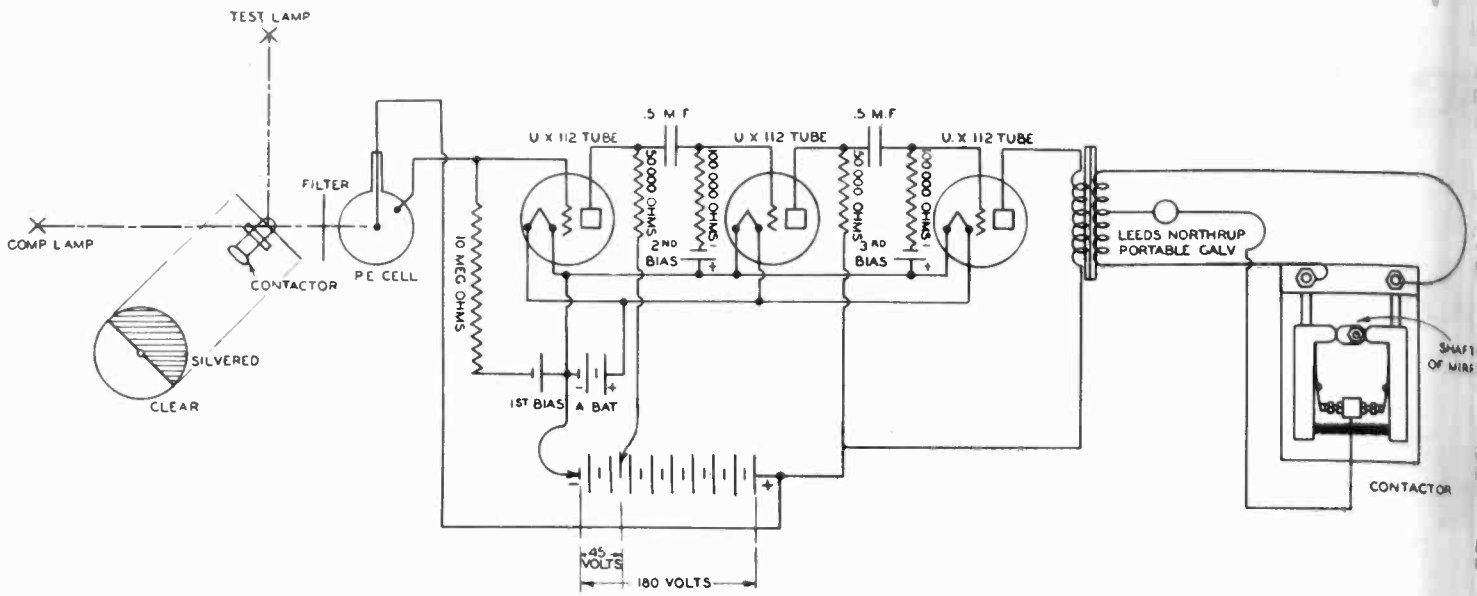 TEST LAMP
COMP LAMP
FILTER
CONTACTOR
P.E CELL
SILVERED
CLEAR
10 MEG OHMS
U X 112 TUBE
.5 M.F
50 000 OHMS
100 000 OHMS
2ND
BIAS
-
+
U X 112 TUBE
.5 M.F
50 000 OHMS
100 000 OHMS
3RD
BIAS
-
+
U X 112 TUBE
LEEDS NORTHRUP
PORTABLE GALV
SHAFT
OF
CONTACTOR
1ST BIAS
- +
A BAT
- +
45
VOLTS
180 VOLTS